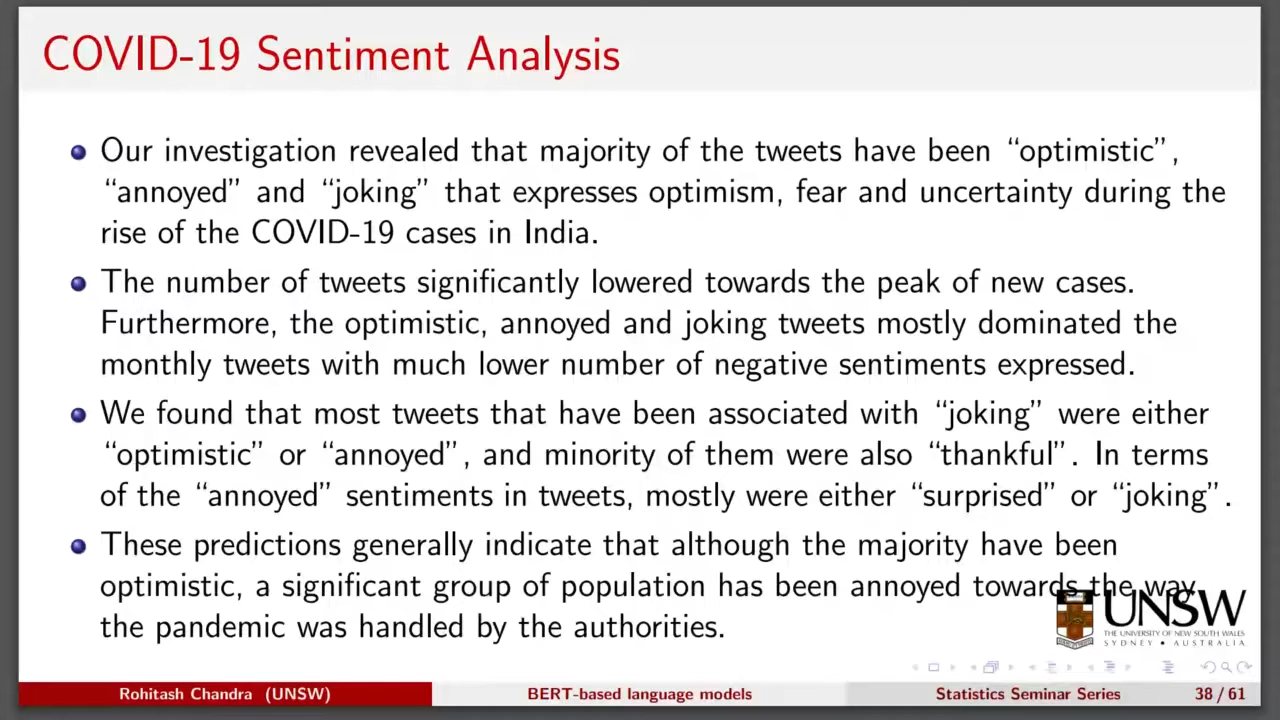 COVID-19 Sentiment Analysis
Our investigation revealed that majority of the tweets have been “optimistic”,
“annoyed” and “joking” that expresses optimism, fear and uncertainty during the
rise of the COVID-19 cases in India.
The number of tweets significantly lowered towards the peak of new cases.
Furthermore, the optimistic, annoyed and joking tweets mostly dominated the
monthly tweets with much lower number of negative sentiments expressed.
We found that most tweets that have been associated with “joking” were either
“optimistic” or “annoyed”, and minority of them were also “thankful”. In terms
of the “annoyed” sentiments in tweets, mostly were either “surprised” or “joking”.
These predictions generally indicate that although the majority have been
optimistic, a significant group of population has been annoyed towards the way
the pandemic was handled by the authorities.
UNSW
THE UNIVERSITY OF NEW SOUTH WALES
SYDNEY • AUSTRALIA
Rohitash Chandra (UNSW)
BERT-based language models
Statistics Seminar Series
38 / 61